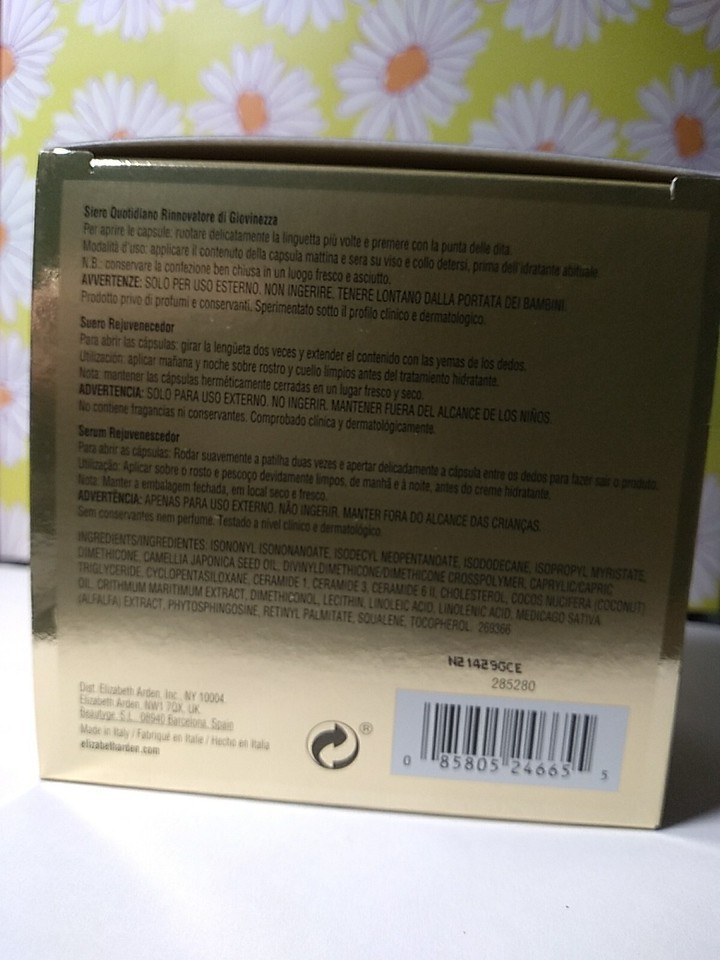 Siero Quotidiano Rinnovatore di Giovinezza
Per aprire le capsule: ruotare delicatamente la linguetta più volte e premere con la punta delle dita.
Modalità d'uso: applicare il contenuto della capsula mattina e sera su viso e collo detersi, prima dell'idratante abituale
N.B.: conservare la confezione ben chiusa in un luogo fresco e asciutto.
AVVERTENZE: SOLO PER USO ESTERNO. NON INGERIRE. TENERE LONTANO DALLA PORTATA DEI BAMBINI.
Prodotto privo di profumi e conservanti. Sperimentato sotto il profilo clinico e dermatologico.
Suero Rejuvenecedor
Para abrir las cápsulas: girar la lengüeta dos veces y extender el contenido con las yemas de los dedos.
Utilización: aplicar mañana y noche sobre rostro y cuello limpios antes del tratamiento hidratante.
Nota: mantener las cápsulas herméticamente cerradas en un lugar fresco y seco.
ADVERTENCIA: SOLO PARA USO EXTERNO. NO INGERIR. MANTENER FUERA DEL ALCANCE DE LOS NIÑOS.
No contiene fragancias ni conservantes. Comprobado clínica y dermatológicamente.
Serum Rejuvenescedor
Para abrir as cápsulas: Rodar suavemente a patilha duas vezes e apertar delicadamente a cápsula entre os dedos para fazer sair o produto.
Utilização: Aplicar sobre o rosto e pescoço devidamente limpos, de manhã e à noite, antes do creme hidratante.
Nota: Manter a embalagem fechada, em local seco e fresco.
ADVERTÊNCIA: APENAS PARA USO EXTERNO. NÃO INGERIR. MANTER FORA DO ALCANCE DAS CRIANÇAS.
Sem conservantes nem perfume. Testado a nível clínico e dermatológico.
INGREDIENTS/INGREDIENTES: ISONONYL ISONONANOATE, ISODECYL NEOPENTANOATE, ISODODECANE, ISOPROPYL MYRISTATE,
DIMETHICONE, CAMELLIA JAPONICA SEED OIL, DIVINYLDIMETHICONE/DIMETHICONE CROSSPOLYMER, CAPRYLIC/CAPRIC
TRIGLYCERIDE, CYCLOPENTASILOXANE, CERAMIDE 1, CERAMIDE 3, CERAMIDE 6 II, CHOLESTEROL, COCOS NUCIFERA (COCONUT)
OIL, CRITHMUM MARITIMUM EXTRACT, DIMETHICONOL, LECITHIN, LINOLEIC ACID, LINOLENIC ACID, MEDICAGO SATIVA
(ALFALFA) EXTRACT, PHYTOSPHINGOSINE, RETINYL PALMITATE, SQUALENE, TOCOPHEROL. 269366
N21429GCE
285280
Dist. Elizabeth Arden, Inc. NY 10004
Elizabeth Arden, NW1 7QX, UK
Beautyge, S.L., 08940 Barcelona, Spain
Made in Italy / Fabriqué en Italie / Hecho en Italia
elizabetharden.com
®
0 85805 24665 5